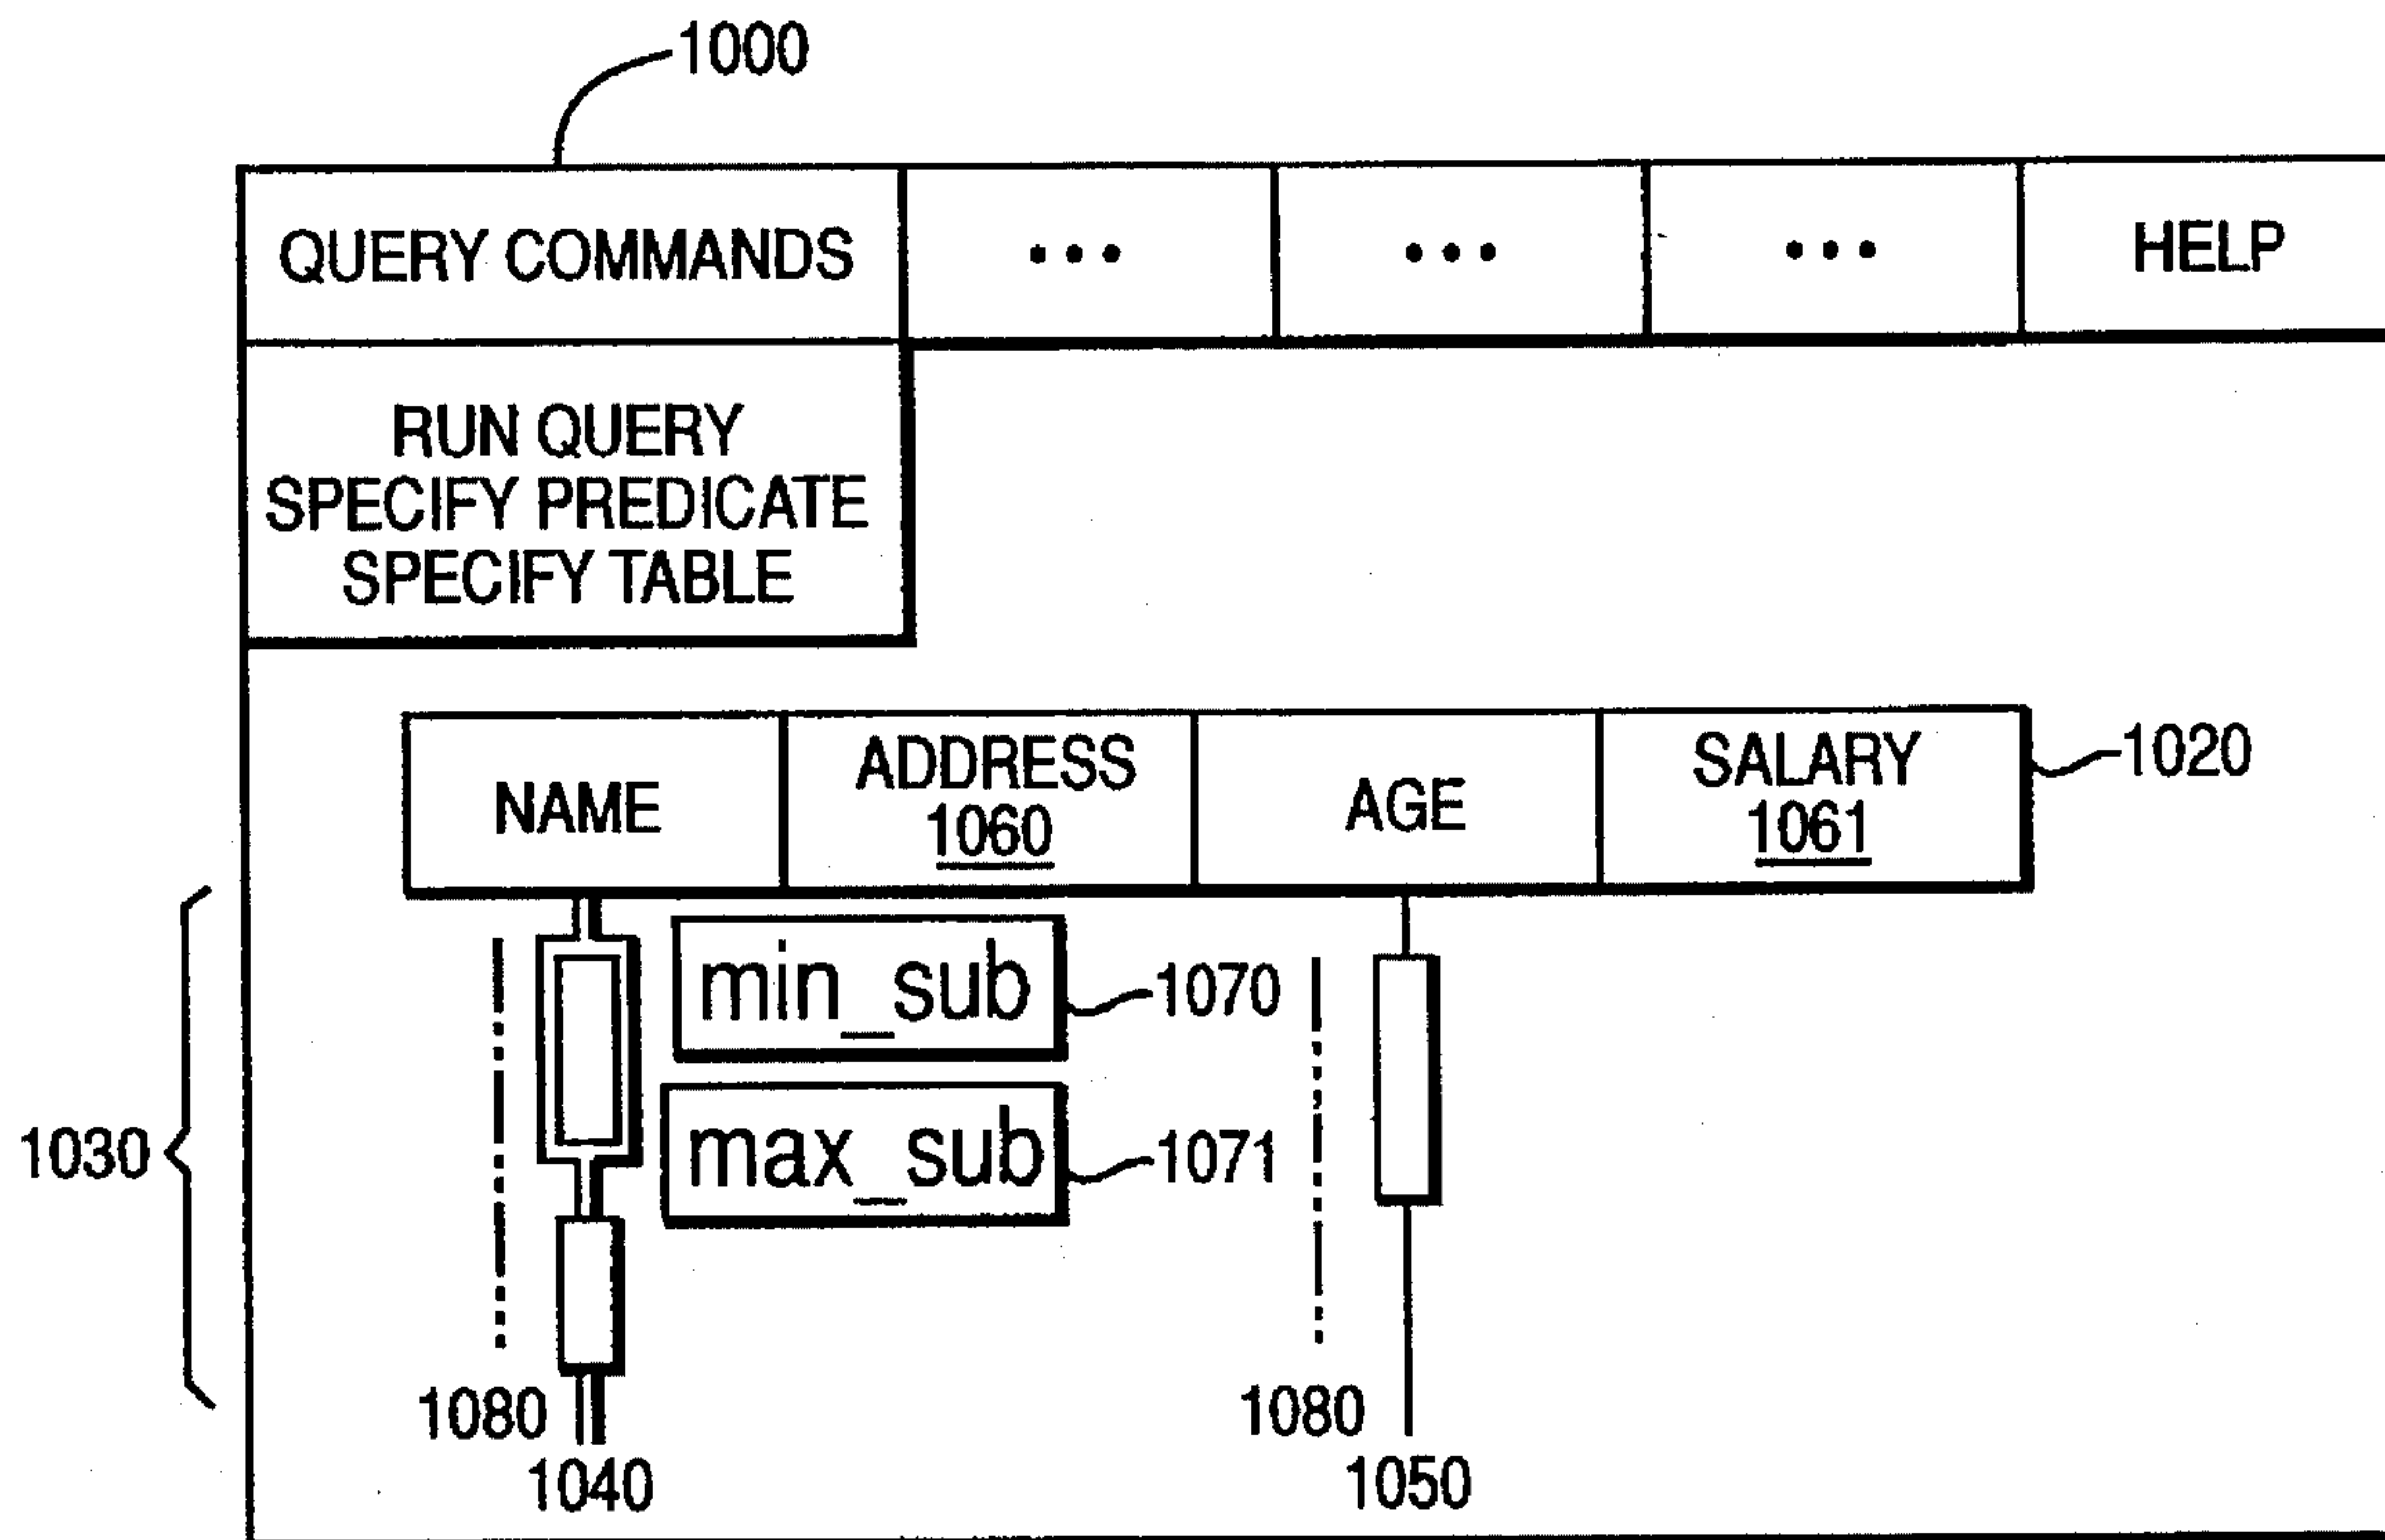 1000
QUERY COMMANDS ••• ••• ••• HELP
RUN QUERY
SPECIFY PREDICATE
SPECIFY TABLE
NAME ADDRESS AGE SALARY 1020
1060 1061
min_sub 1070
1030 max_sub 1071
1080 1080
1040 1050